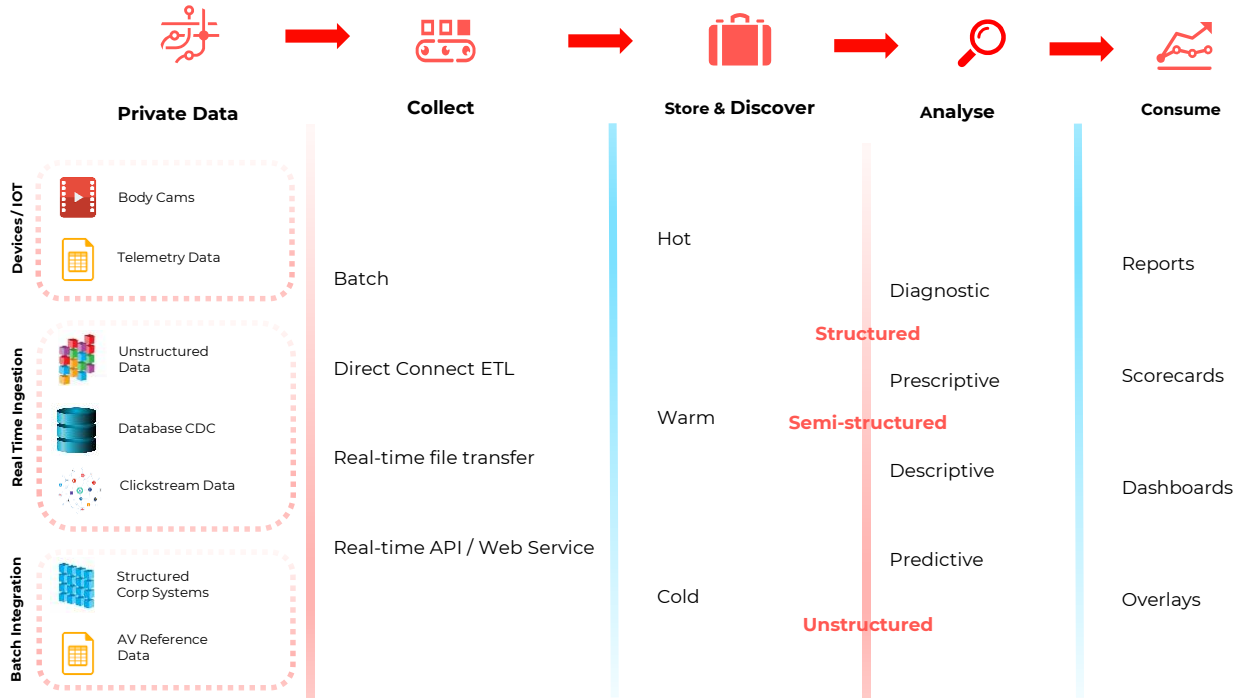 Private Data
Collect
Store & Discover
Analyse
Consume
Devices / IOT
Body Cams
Telemetry Data
Real Time Ingestion
Unstructured
Data
Database CDC
Clickstream Data
Batch Integration
Structured
Corp Systems
AV Reference
Data
Batch
Direct Connect ETL
Real-time file transfer
Real-time API / Web Service
Hot
Warm
Cold
Structured
Semi-structured
Unstructured
Diagnostic
Prescriptive
Descriptive
Predictive
Reports
Scorecards
Dashboards
Overlays